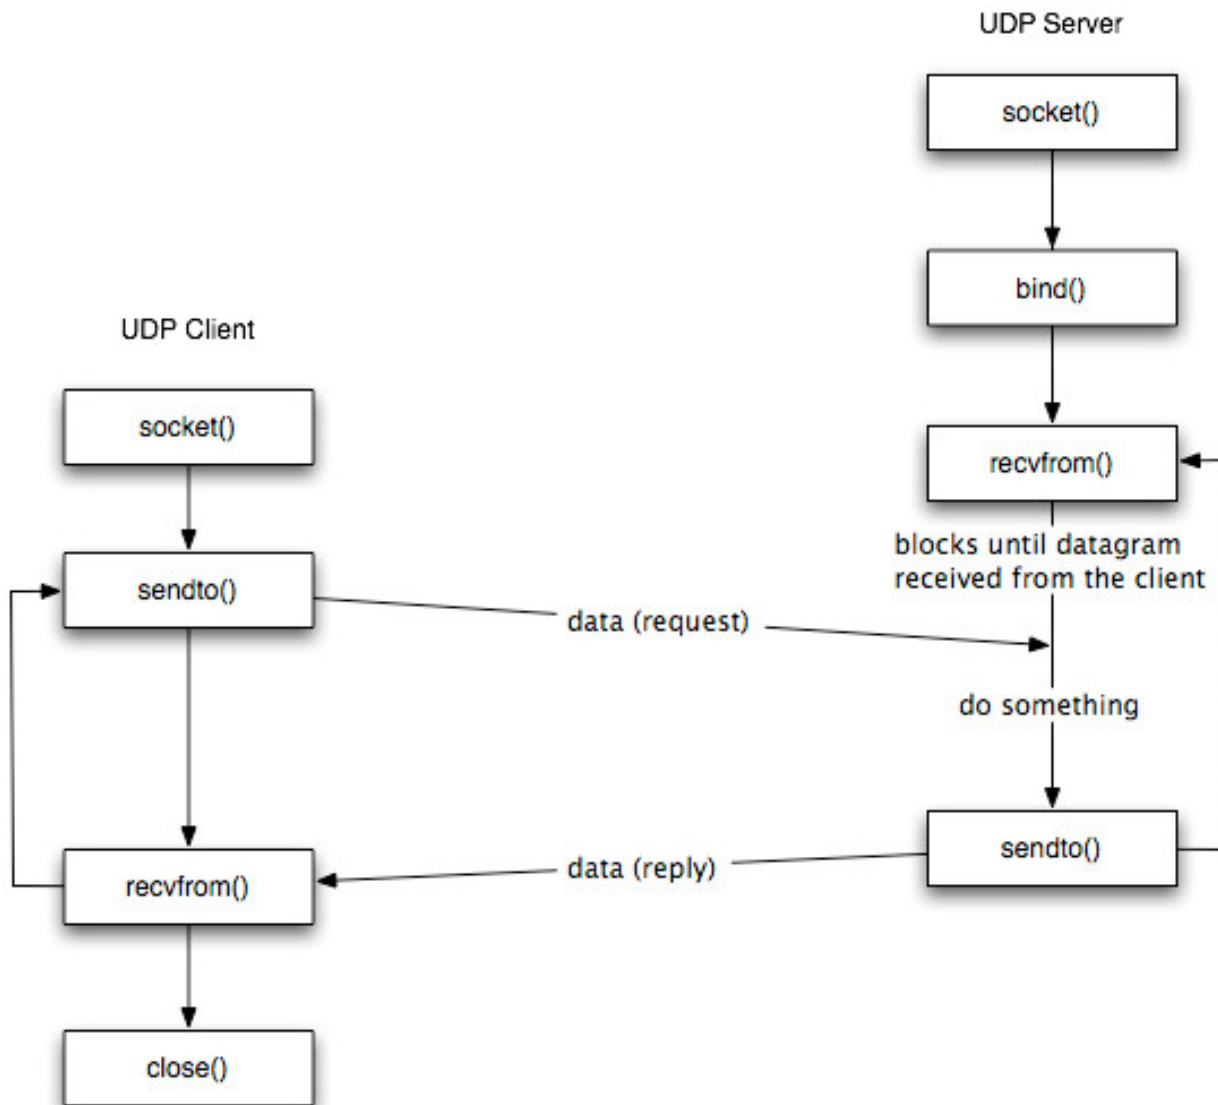 UDP Server
socket()
bind()
UDP Client
socket()
recvfrom()
blocks until datagram
received from the client
sendto()
data (request)
do something
sendto()
data (reply)
recvfrom()
close()